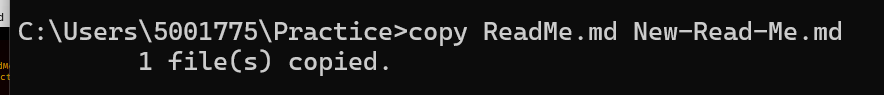 C:\Users\5001775\Practice>copy ReadMe.md New-Read-Me.md
1 file(s) copied.